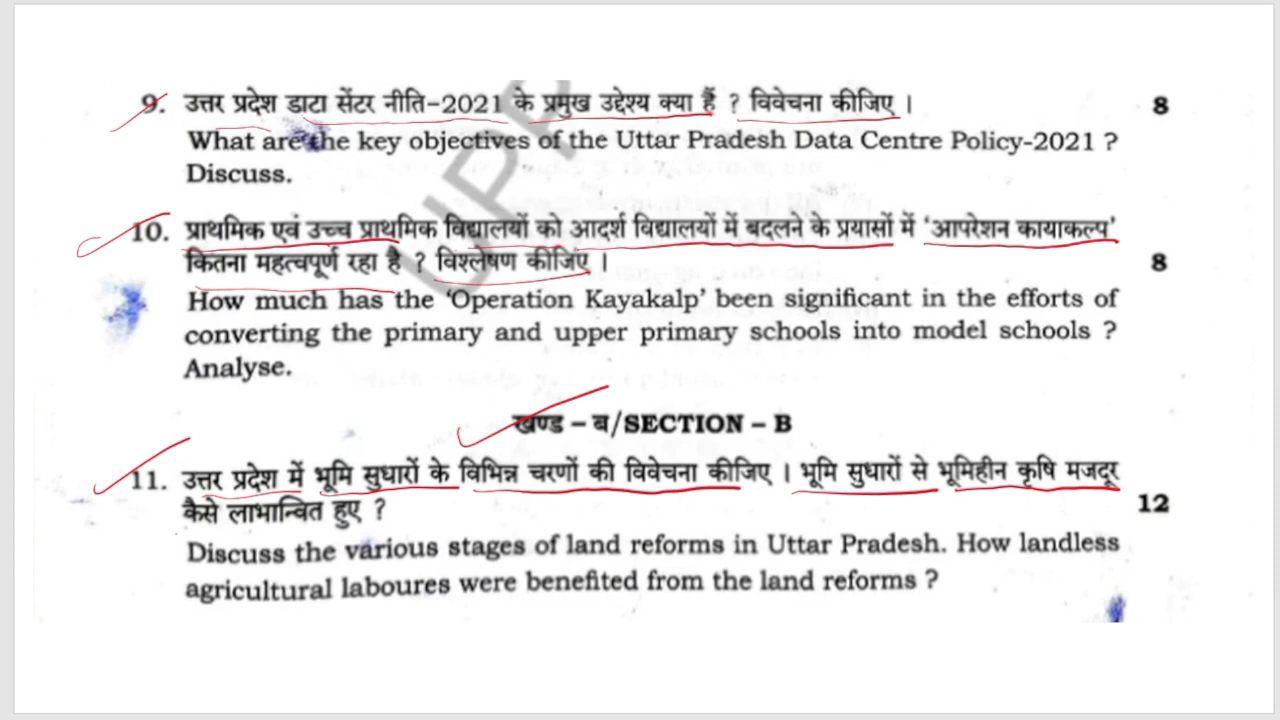 9. उत्तर प्रदेश डाटा सेंटर नीति-2021 के प्रमुख उद्देश्य क्या हैं ? विवेचना कीजिए । 8
What are the key objectives of the Uttar Pradesh Data Centre Policy-2021 ?
Discuss.
10. प्राथमिक एवं उच्च प्राथमिक विद्यालयों को आदर्श विद्यालयों में बदलने के प्रयासों में ‘आपरेशन कायाकल्प’
कितना महत्वपूर्ण रहा है ? विश्लेषण कीजिए । 8
How much has the ‘Operation Kayakalp’ been significant in the efforts of
converting the primary and upper primary schools into model schools ?
Analyse.
खण्ड – ब/SECTION – B
11. उत्तर प्रदेश में भूमि सुधारों के विभिन्न चरणों की विवेचना कीजिए । भूमि सुधारों से भूमिहीन कृषि मजदूर
कैसे लाभान्वित हुए ? 12
Discuss the various stages of land reforms in Uttar Pradesh. How landless
agricultural laboures were benefited from the land reforms ?